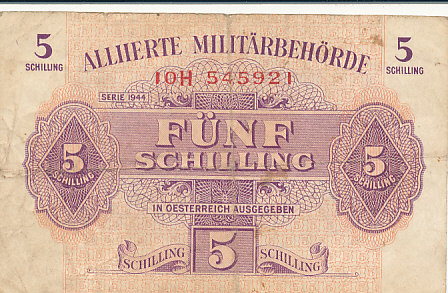 5
SCHILLING
ALLIIERTE MILITÄRBEHÖRDE
5
SCHILLING
10H 545921
SERIE 1944
FÜNF
SCHILLING
5
SCHILLING
5
SCHILLING
IN OESTERREICH AUSGEGEBEN
SCHILLING
5
SCHILLING